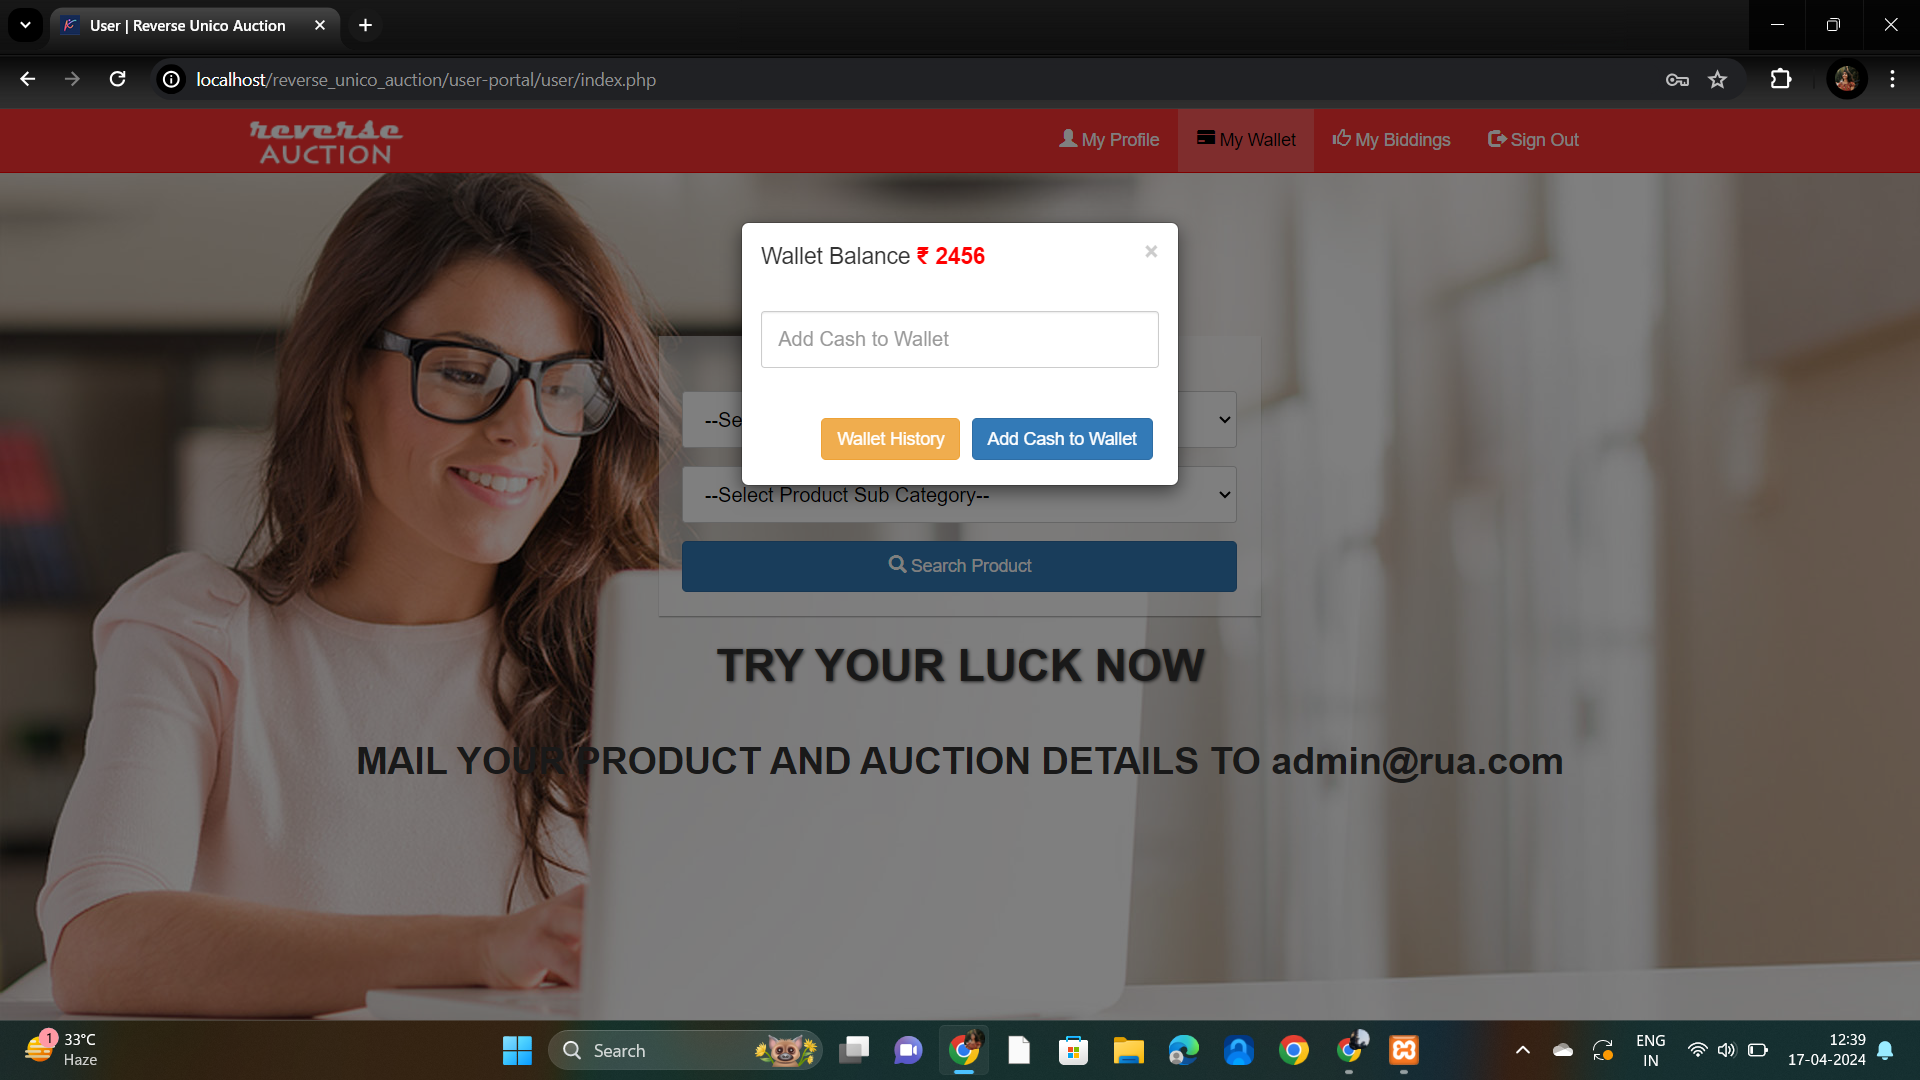 User | Reverse Unico Auction
localhost/reverse_unico_auction/user-portal/user/index.php
reverse
AUCTION
My Profile
My Wallet
My Biddings
Sign Out
Wallet Balance ₹ 2456
×
Add Cash to Wallet
Wallet History
Add Cash to Wallet
--Se
--Select Product Sub Category--
Search Product
TRY YOUR LUCK NOW
MAIL YOUR PRODUCT AND AUCTION DETAILS TO admin@rua.com
1
33°C
Haze
Search
ENG
IN
12:39
17-04-2024